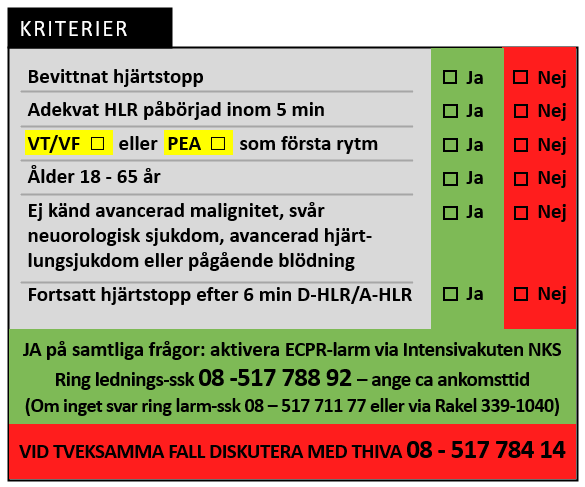 KRITERIER
Bevittnat hjärtstopp ☐ Ja ☐ Nej
Adekvat HLR påbörjad inom 5 min ☐ Ja ☐ Nej
VT/VF ☐ eller PEA ☐ som första rytm ☐ Ja ☐ Nej
Ålder 18 - 65 år ☐ Ja ☐ Nej
Ej känd avancerad malignitet, svår ☐ Ja ☐ Nej
neuorologisk sjukdom, avancerad hjärt-
lungsjukdom eller pågående blödning
Fortsatt hjärtstopp efter 6 min D-HLR/A-HLR ☐ Ja ☐ Nej
JA på samtliga frågor: aktivera ECPR-larm via Intensivakuten NKS
Ring lednings-ssk 08 -517 788 92 – ange ca ankomsttid
(Om inget svar ring larm-ssk 08 – 517 711 77 eller via Rakel 339-1040)
VID TVEKSAMMA FALL DISKUTERA MED THIVA 08 - 517 784 14